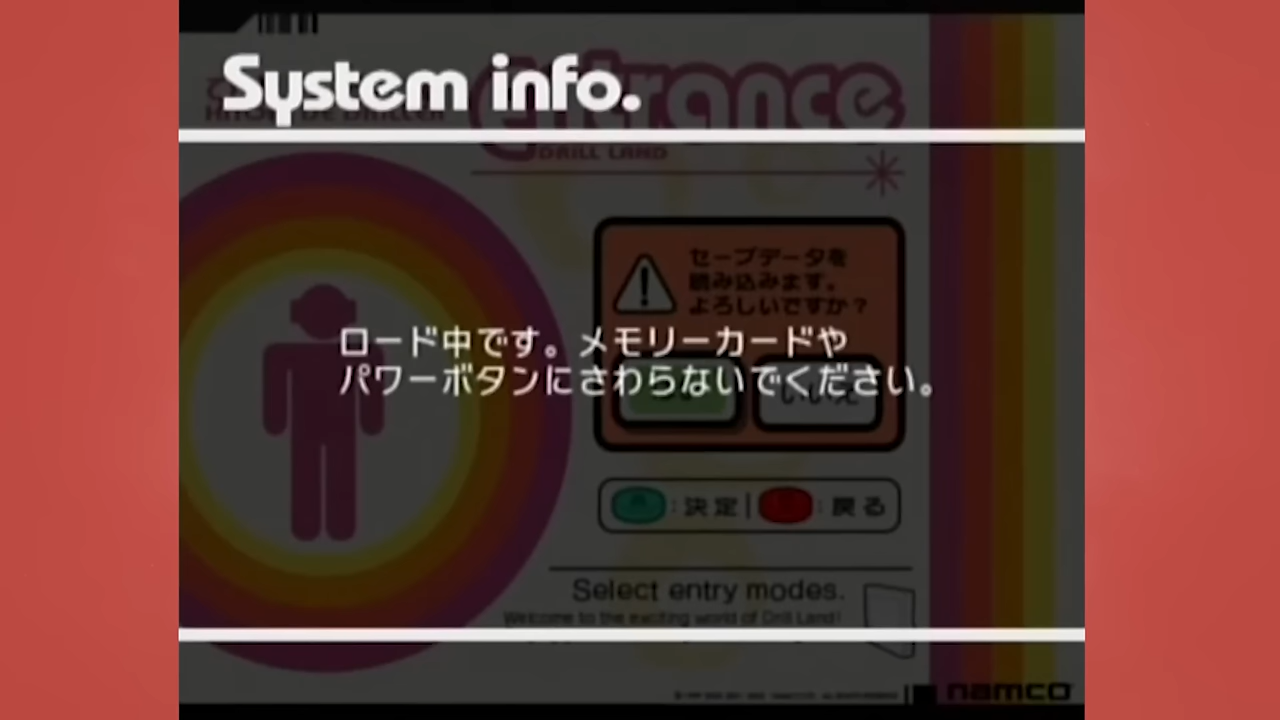 System info.
entrance
DRILL LAND
セーブデータを
読み込みます。
よろしいですか？
ロード中です。メモリーカードや
パワーボタンにさわらないでください。
いいえ
:決定|
:戻る
Select entry modes.
Welcome to the exciting world of Drill Land!
namco